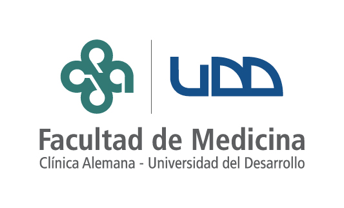 UDD
Facultad de Medicina
Clínica Alemana - Universidad del Desarrollo